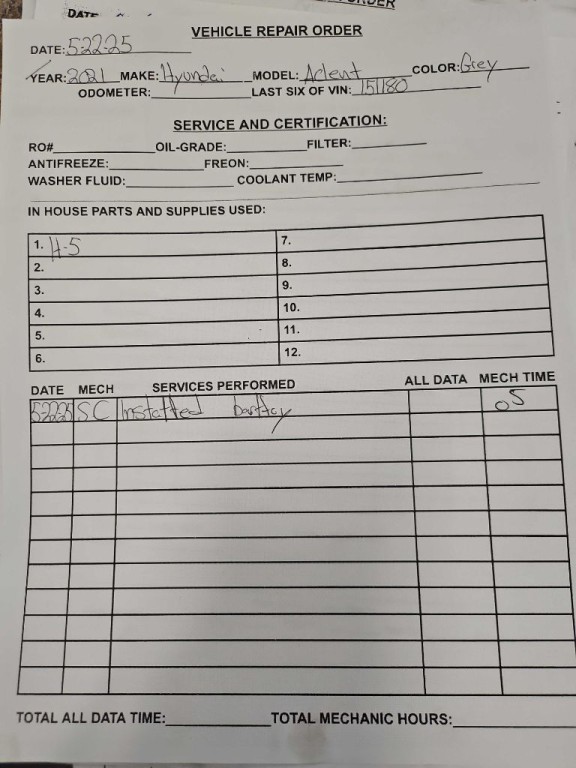 DATE
ORDER
VEHICLE REPAIR ORDER
DATE: 5-22-25
YEAR: 2021 MAKE: Hyundai MODEL: Aclent COLOR: Grey
ODOMETER: LAST SIX OF VIN: 151180
SERVICE AND CERTIFICATION:
RO# OIL-GRADE: FILTER:
ANTIFREEZE: FREON:
WASHER FLUID: COOLANT TEMP:
IN HOUSE PARTS AND SUPPLIES USED:
1. H-5 7.
2. 8.
3. 9.
4. 10.
5. 11.
6. 12.
DATE MECH SERVICES PERFORMED ALL DATA MECH TIME
5-22-25 SC Installed battery .5
TOTAL ALL DATA TIME: TOTAL MECHANIC HOURS: